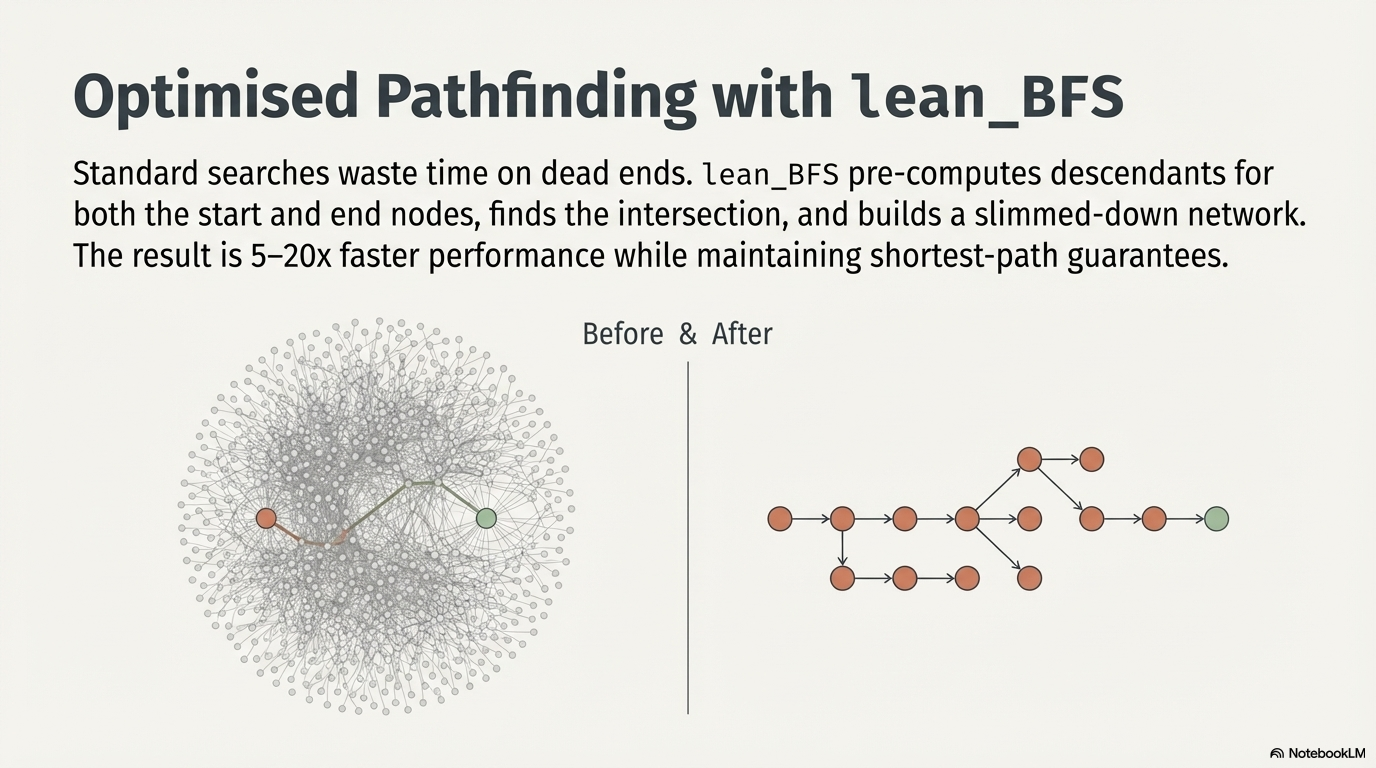 Optimised Pathfinding with lean_BFS
Standard searches waste time on dead ends. lean_BFS pre-computes descendants for
both the start and end nodes, finds the intersection, and builds a slimmed-down network.
The result is 5–20x faster performance while maintaining shortest-path guarantees.
Before & After
NotebookLM